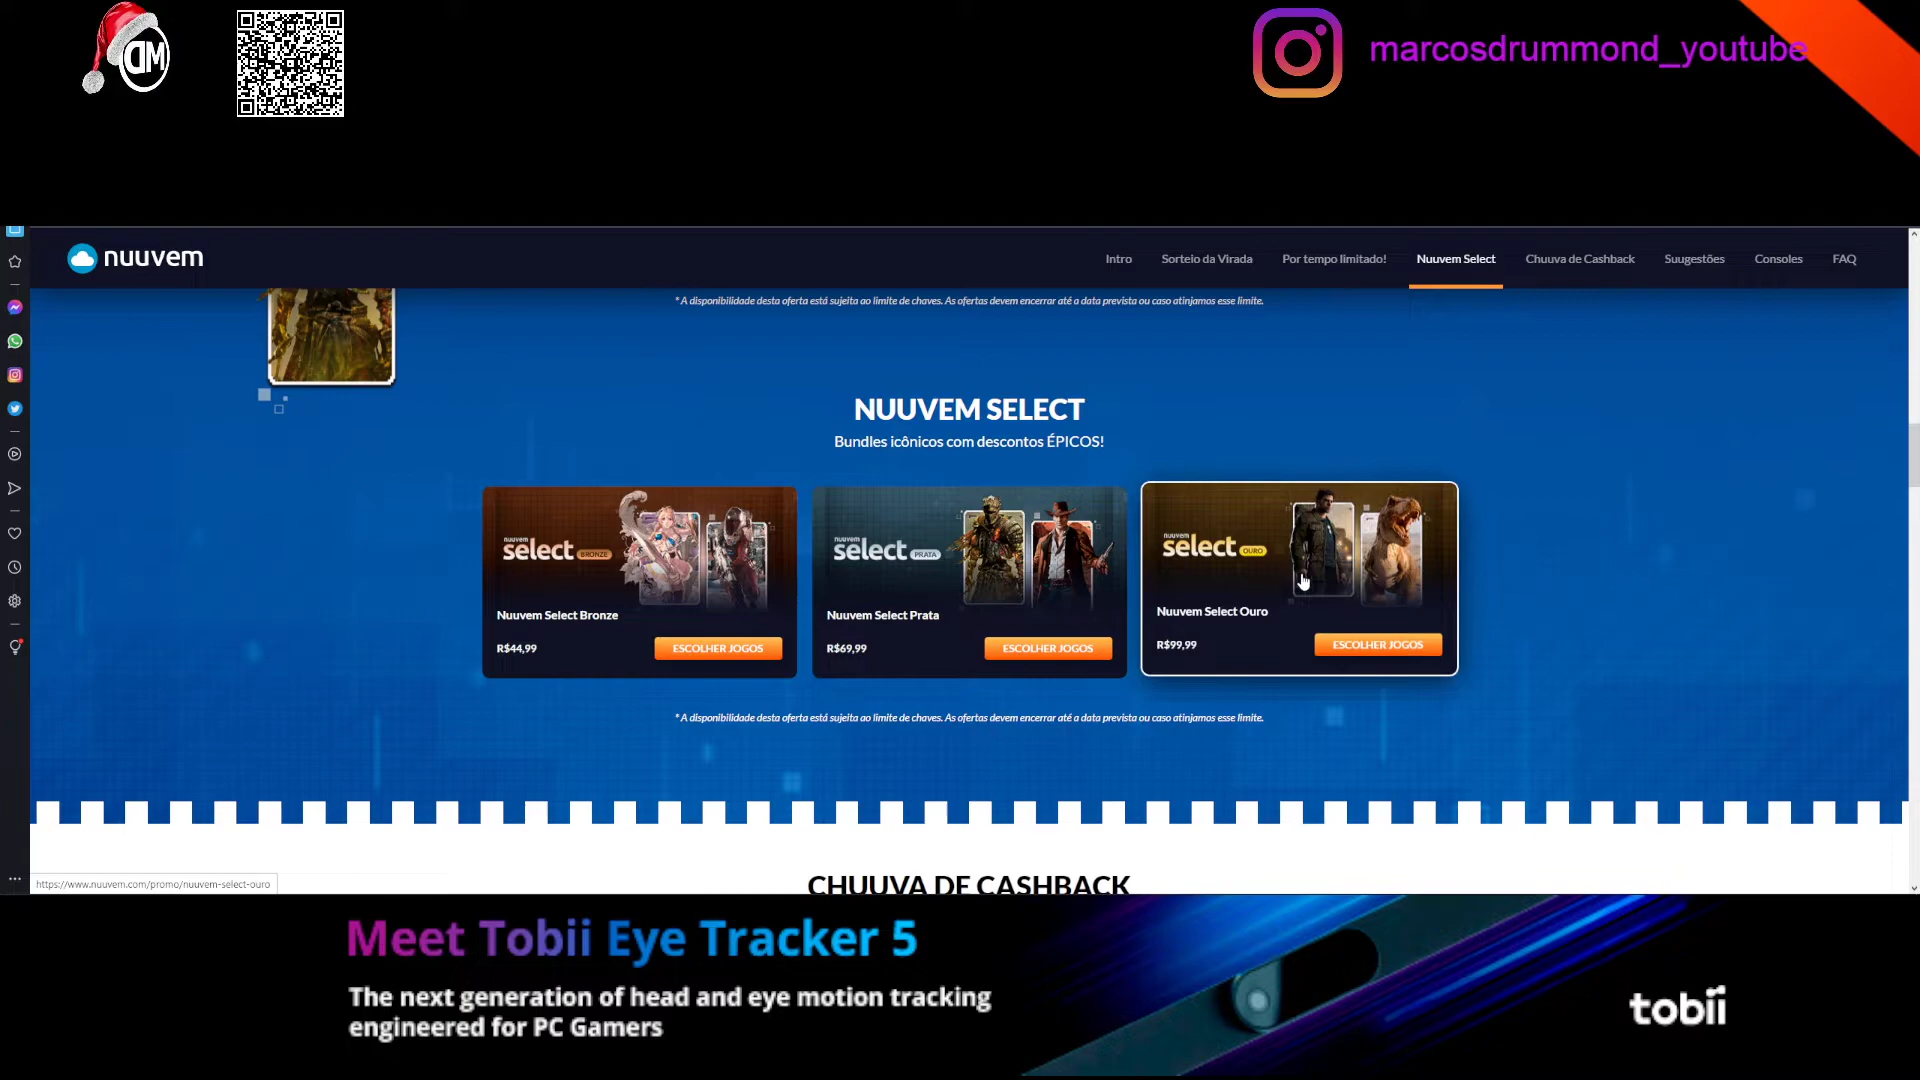 DM
marcosdrummond_youtube
nuuvem
Intro
Sorteio da Virada
Por tempo limitado!
Nuuvem Select
Chuuva de Cashback
Suugestões
Consoles
FAQ
* A disponibilidade desta oferta está sujeita ao limite de chaves. As ofertas devem encerrar até a data prevista ou caso atinjamos esse limite.
NUUVEM SELECT
Bundles icônicos com descontos ÉPICOS!
nuuvem
select BRONZE
Nuuvem Select Bronze
R$44,99
ESCOLHER JOGOS
nuuvem
select PRATA
Nuuvem Select Prata
R$69,99
ESCOLHER JOGOS
nuuvem
select OURO
Nuuvem Select Ouro
R$99,99
ESCOLHER JOGOS
* A disponibilidade desta oferta está sujeita ao limite de chaves. As ofertas devem encerrar até a data prevista ou caso atinjamos esse limite.
CHUUVA DE CASHBACK
https://www.nuuvem.com/promo/nuuvem-select-ouro
Meet Tobii Eye Tracker 5
The next generation of head and eye motion tracking
engineered for PC Gamers
tobii